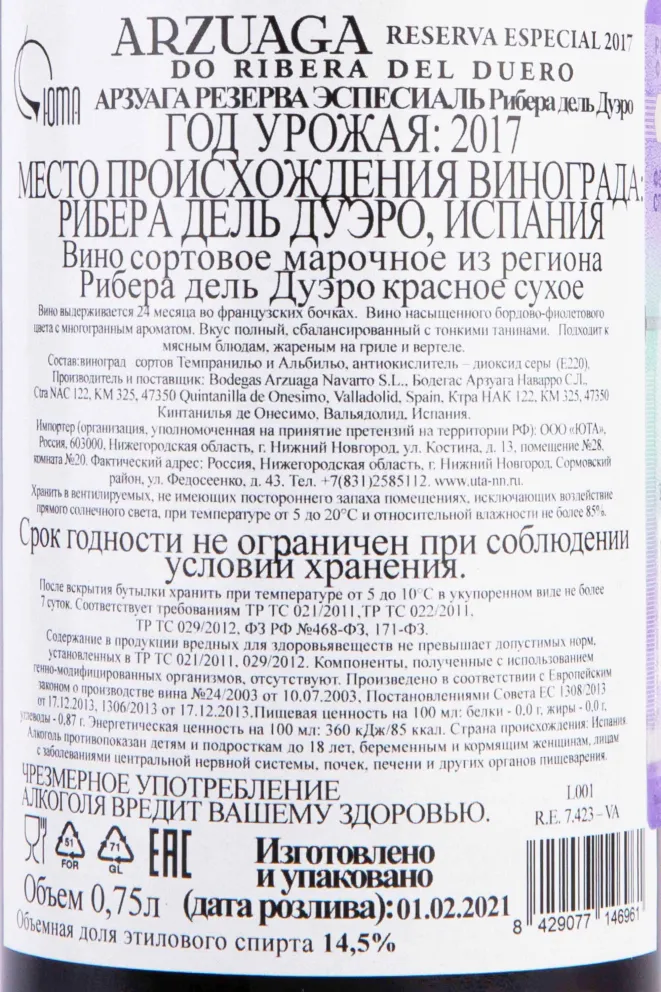 ARZUAGA RESERVA ESPECIAL 2017
DO RIBERA DEL DUERO
ЮТА
АРЗУАГА РЕЗЕРВА ЭСПЕСИАЛЬ Рибера дель Дуэро
ГОД УРОЖАЯ: 2017
МЕСТО ПРОИСХОЖДЕНИЯ ВИНОГРАДА:
РИБЕРА ДЕЛЬ ДУЭРО, ИСПАНИЯ
Вино сортовое марочное из региона
Рибера дель Дуэро красное сухое
Вино выдерживается 24 месяца во французских бочках. Вино насыщенного бордово-фиолетового
цвета с многогранным ароматом. Вкус полный, сбалансированный с тонкими танинами. Подходит к
мясным блюдам, жареным на гриле и вертеле.
Состав:виноград сортов Темпранильо и Альбильо, антиокислитель – диоксид серы (Е220).
Производитель и поставщик: Bodegas Arzuaga Navarro S.L., Бодегас Арзуага Наварро С.Л.,
Ctra NAC 122, KM 325, 47350 Quintanilla de Onesimo, Valladolid, Spain, Ктра НАК 122, КМ 325, 47350
Кинтанилья де Онесимо, Вальядолид, Испания.
Импортер (организация, уполномоченная на принятие претензий на территории РФ): ООО «ЮТА»,
Россия, 603000, Нижегородская область, г. Нижний Новгород, ул. Костина, д. 13, помещение №28,
комната №20. Фактический адрес: Россия, Нижегородская область, г. Нижний Новгород, Сормовский
район, ул. Федосеенко, д. 43. Тел. +7(831)2585112. www.uta-nn.ru.
Хранить в вентилируемых, не имеющих постороннего запаха помещениях, исключающих воздействие
прямого солнечного света, при температуре от 5 до 20°С и относительной влажности не более 85%.
Срок годности не ограничен при соблюдении
условий хранения.
После вскрытия бутылки хранить при температуре от 5 до 10°С в укупоренном виде не более
7 суток. Соответствует требованиям ТР ТС 021/2011,ТР ТС 022/2011,
ТР ТС 029/2012, ФЗ РФ №468-ФЗ, 171-ФЗ.
Содержание в продукции вредных для здоровьявеществ не превышает допустимых норм,
установленных в ТР ТС 021/2011, 029/2012. Компоненты, полученные с использованием
генно-модифицированных организмов, отсутствуют. Произведено в соответствии с Европейским
законом о производстве вина №24/2003 от 10.07.2003, Постановлениями Совета ЕС 1308/2013
от 17.12.2013, 1306/2013 от 17.12.2013.Пищевая ценность на 100 мл: белки - 0,0 г, жиры - 0,0 г,
углеводы - 0,87 г. Энергетическая ценность на 100 мл: 360 кДж/85 ккал. Страна происхождения: Испания.
Алкоголь противопоказан детям и подросткам до 18 лет, беременным и кормящим женщинам, лицам
с заболеваниями центральной нервной системы, почек, печени и других органов пищеварения.
ЧРЕЗМЕРНОЕ УПОТРЕБЛЕНИЕ
АЛКОГОЛЯ ВРЕДИТ ВАШЕМУ ЗДОРОВЬЮ.
L001
R.E. 7.423 – VA
51
FOR
71
GL
EAC
Изготовлено
и упаковано
(дата розлива): 01.02.2021
Объем 0,75л
Объемная доля этилового спирта 14,5%
8 429077 146961